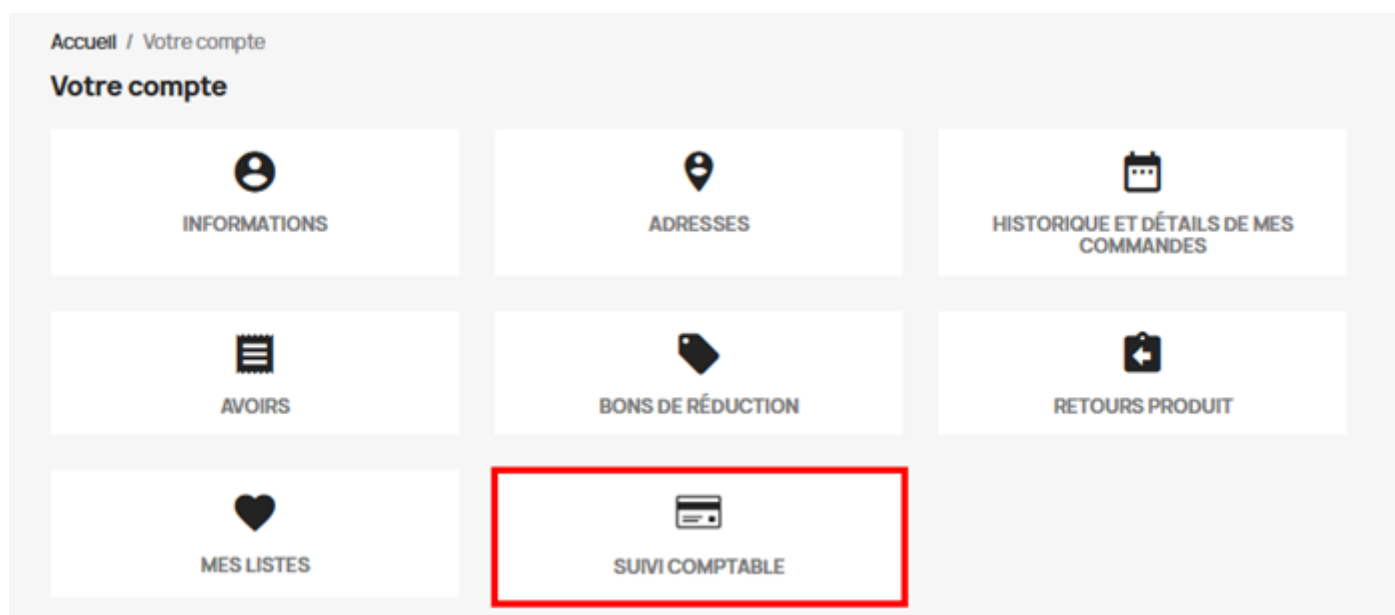 Accueil / Votre compte
Votre compte
INFORMATIONS
ADRESSES
HISTORIQUE ET DÉTAILS DE MES
COMMANDES
AVOIRS
BONS DE RÉDUCTION
RETOURS PRODUIT
MES LISTES
SUIVI COMPTABLE